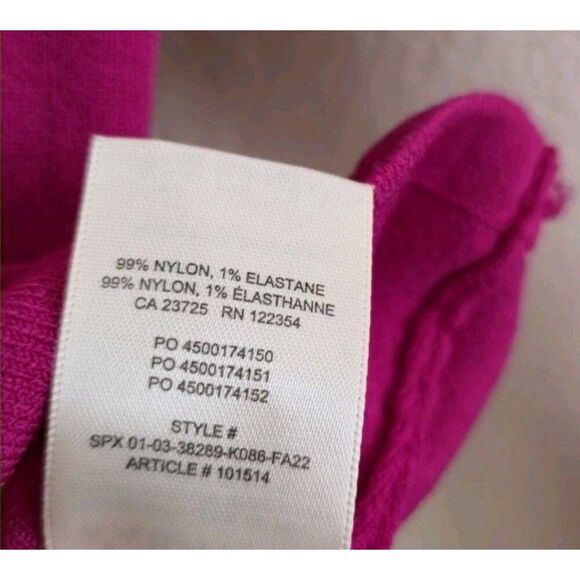 99% NYLON, 1% ELASTANE
99% NYLON, 1% ÉLASTHANNE
CA 23725 RN 122354
PO 4500174150
PO 4500174151
PO 4500174152
STYLE #
SPX 01-03-38289-K086-FA22
ARTICLE # 101514